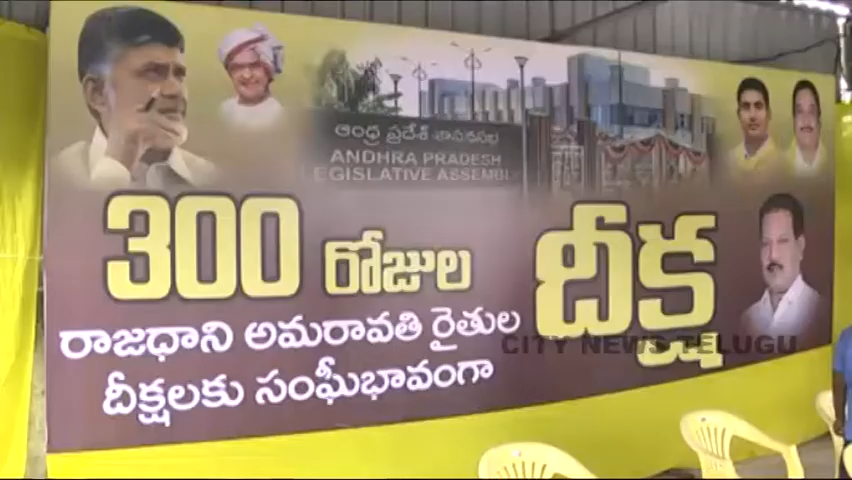 ఆంధ్ర ప్రదేశ్ శాసనసభ
ANDHRA PRADESH
LEGISLATIVE ASSEMBLY
300 రోజుల దీక్ష
రాజధాని అమరావతి రైతుల
దీక్షలకు సంఘీభావంగా
CITY NEWS TELUGU